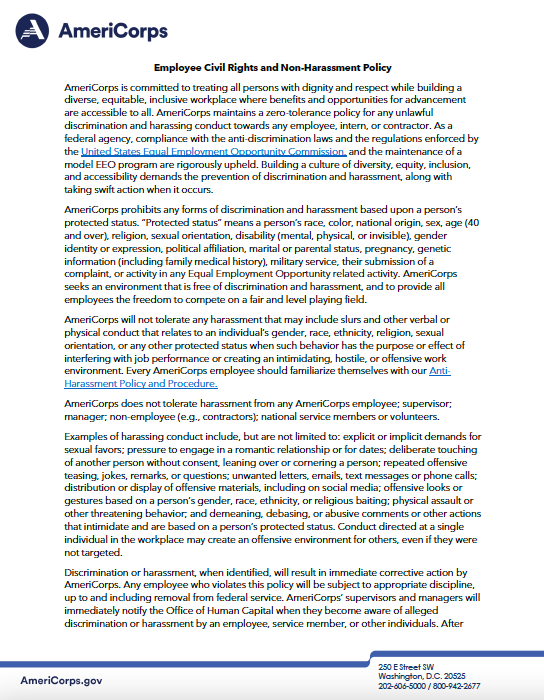 AmeriCorps
Employee Civil Rights and Non-Harassment Policy
AmeriCorps is committed to treating all persons with dignity and respect while building a
diverse, equitable, inclusive workplace where benefits and opportunities for advancement
are accessible to all. AmeriCorps maintains a zero-tolerance policy for any unlawful
discrimination and harassing conduct towards any employee, intern, or contractor. As a
federal agency, compliance with the anti-discrimination laws and the regulations enforced by
the United States Equal Employment Opportunity Commission, and the maintenance of a
model EEO program are rigorously upheld. Building a culture of diversity, equity, inclusion,
and accessibility demands the prevention of discrimination and harassment, along with
taking swift action when it occurs.
AmeriCorps prohibits any forms of discrimination and harassment based upon a person's
protected status. "Protected status" means a person's race, color, national origin, sex, age (40
and over), religion, sexual orientation, disability (mental, physical, or invisible), gender
identity or expression, political affiliation, marital or parental status, pregnancy, genetic
information (including family medical history), military service, their submission of a
complaint, or activity in any Equal Employment Opportunity related activity. AmeriCorps
seeks an environment that is free of discrimination and harassment, and to provide all
employees the freedom to compete on a fair and level playing field.
AmeriCorps will not tolerate any harassment that may include slurs and other verbal or
physical conduct that relates to an individual's gender, race, ethnicity, religion, sexual
orientation, or any other protected status when such behavior has the purpose or effect of
interfering with job performance or creating an intimidating, hostile, or offensive work
environment. Every AmeriCorps employee should familiarize themselves with our Anti-
Harassment Policy and Procedure.
AmeriCorps does not tolerate harassment from any AmeriCorps employee; supervisor;
manager; non-employee (e.g., contractors); national service members or volunteers.
Examples of harassing conduct include, but are not limited to: explicit or implicit demands for
sexual favors; pressure to engage in a romantic relationship or for dates; deliberate touching
of another person without consent, leaning over or cornering a person; repeated offensive
teasing, jokes, remarks, or questions; unwanted letters, emails, text messages or phone calls;
distribution or display of offensive materials, including on social media; offensive looks or
gestures based on a person's gender, race, ethnicity, or religious baiting; physical assault or
other threatening behavior; and demeaning, debasing, or abusive comments or other actions
that intimidate and are based on a person's protected status. Conduct directed at a single
individual in the workplace may create an offensive environment for others, even if they were
not targeted.
Discrimination or harassment, when identified, will result in immediate corrective action by
AmeriCorps. Any employee who violates this policy will be subject to appropriate discipline,
up to and including removal from federal service. AmeriCorps' supervisors and managers will
immediately notify the Office of Human Capital when they become aware of alleged
discrimination or harassment by an employee, service member, or other individuals. After
AmeriCorps.gov
250 E Street SW
Washington, D.C. 20525
202-606-5000 / 800-942-2677